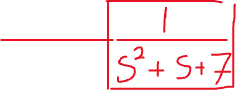 1
S² + S + 7